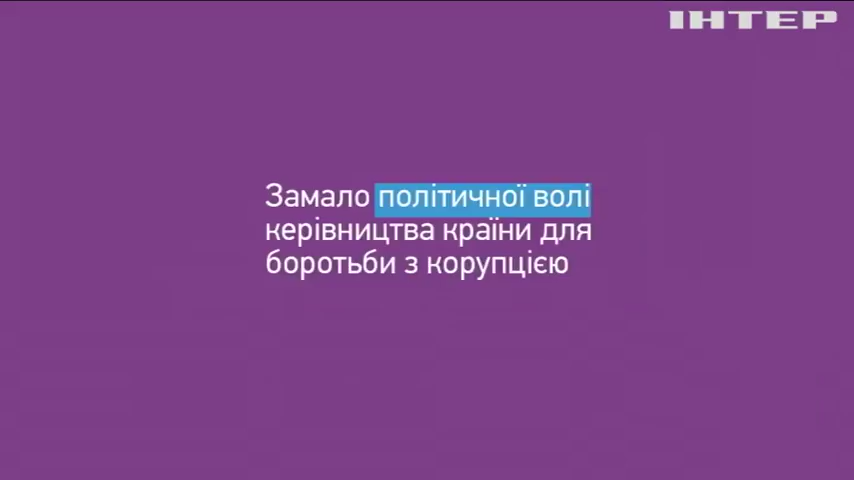 ІНТЕР
Замало політичної волі
керівництва країни для
боротьби з корупцією